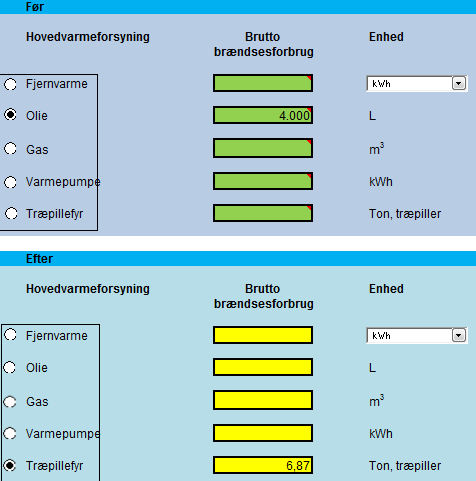 Før
Hovedvarmeforsyning Brutto brændsesforbrug Enhed
Fjernvarme kWh
Olie 4.000 L
Gas m³
Varmepumpe kWh
Træpillefyr Ton, træpiller
Efter
Hovedvarmeforsyning Brutto brændsesforbrug Enhed
Fjernvarme kWh
Olie L
Gas m³
Varmepumpe kWh
Træpillefyr 6,87 Ton, træpiller